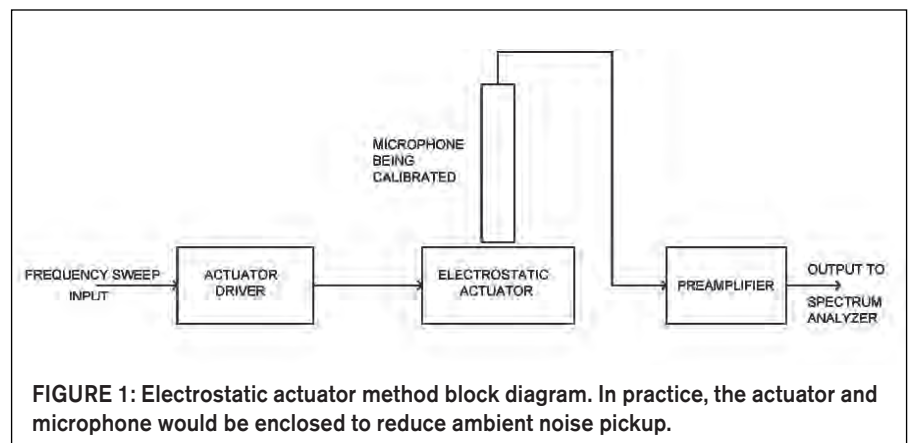 MICROPHONE
BEING
CALIBRATED
FREQUENCY SWEEP
INPUT
ACTUATOR
DRIVER
ELECTROSTATIC
ACTUATOR
PREAMPLIFIER
OUTPUT TO
SPECTRUM
ANALYZER
FIGURE 1: Electrostatic actuator method block diagram. In practice, the actuator and
microphone would be enclosed to reduce ambient noise pickup.